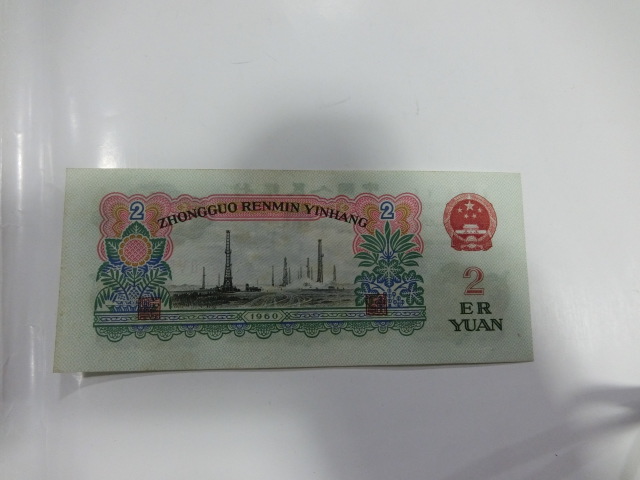 2
ZHONGGUO RENMIN YINHANG
2
2
ER
YUAN
1960